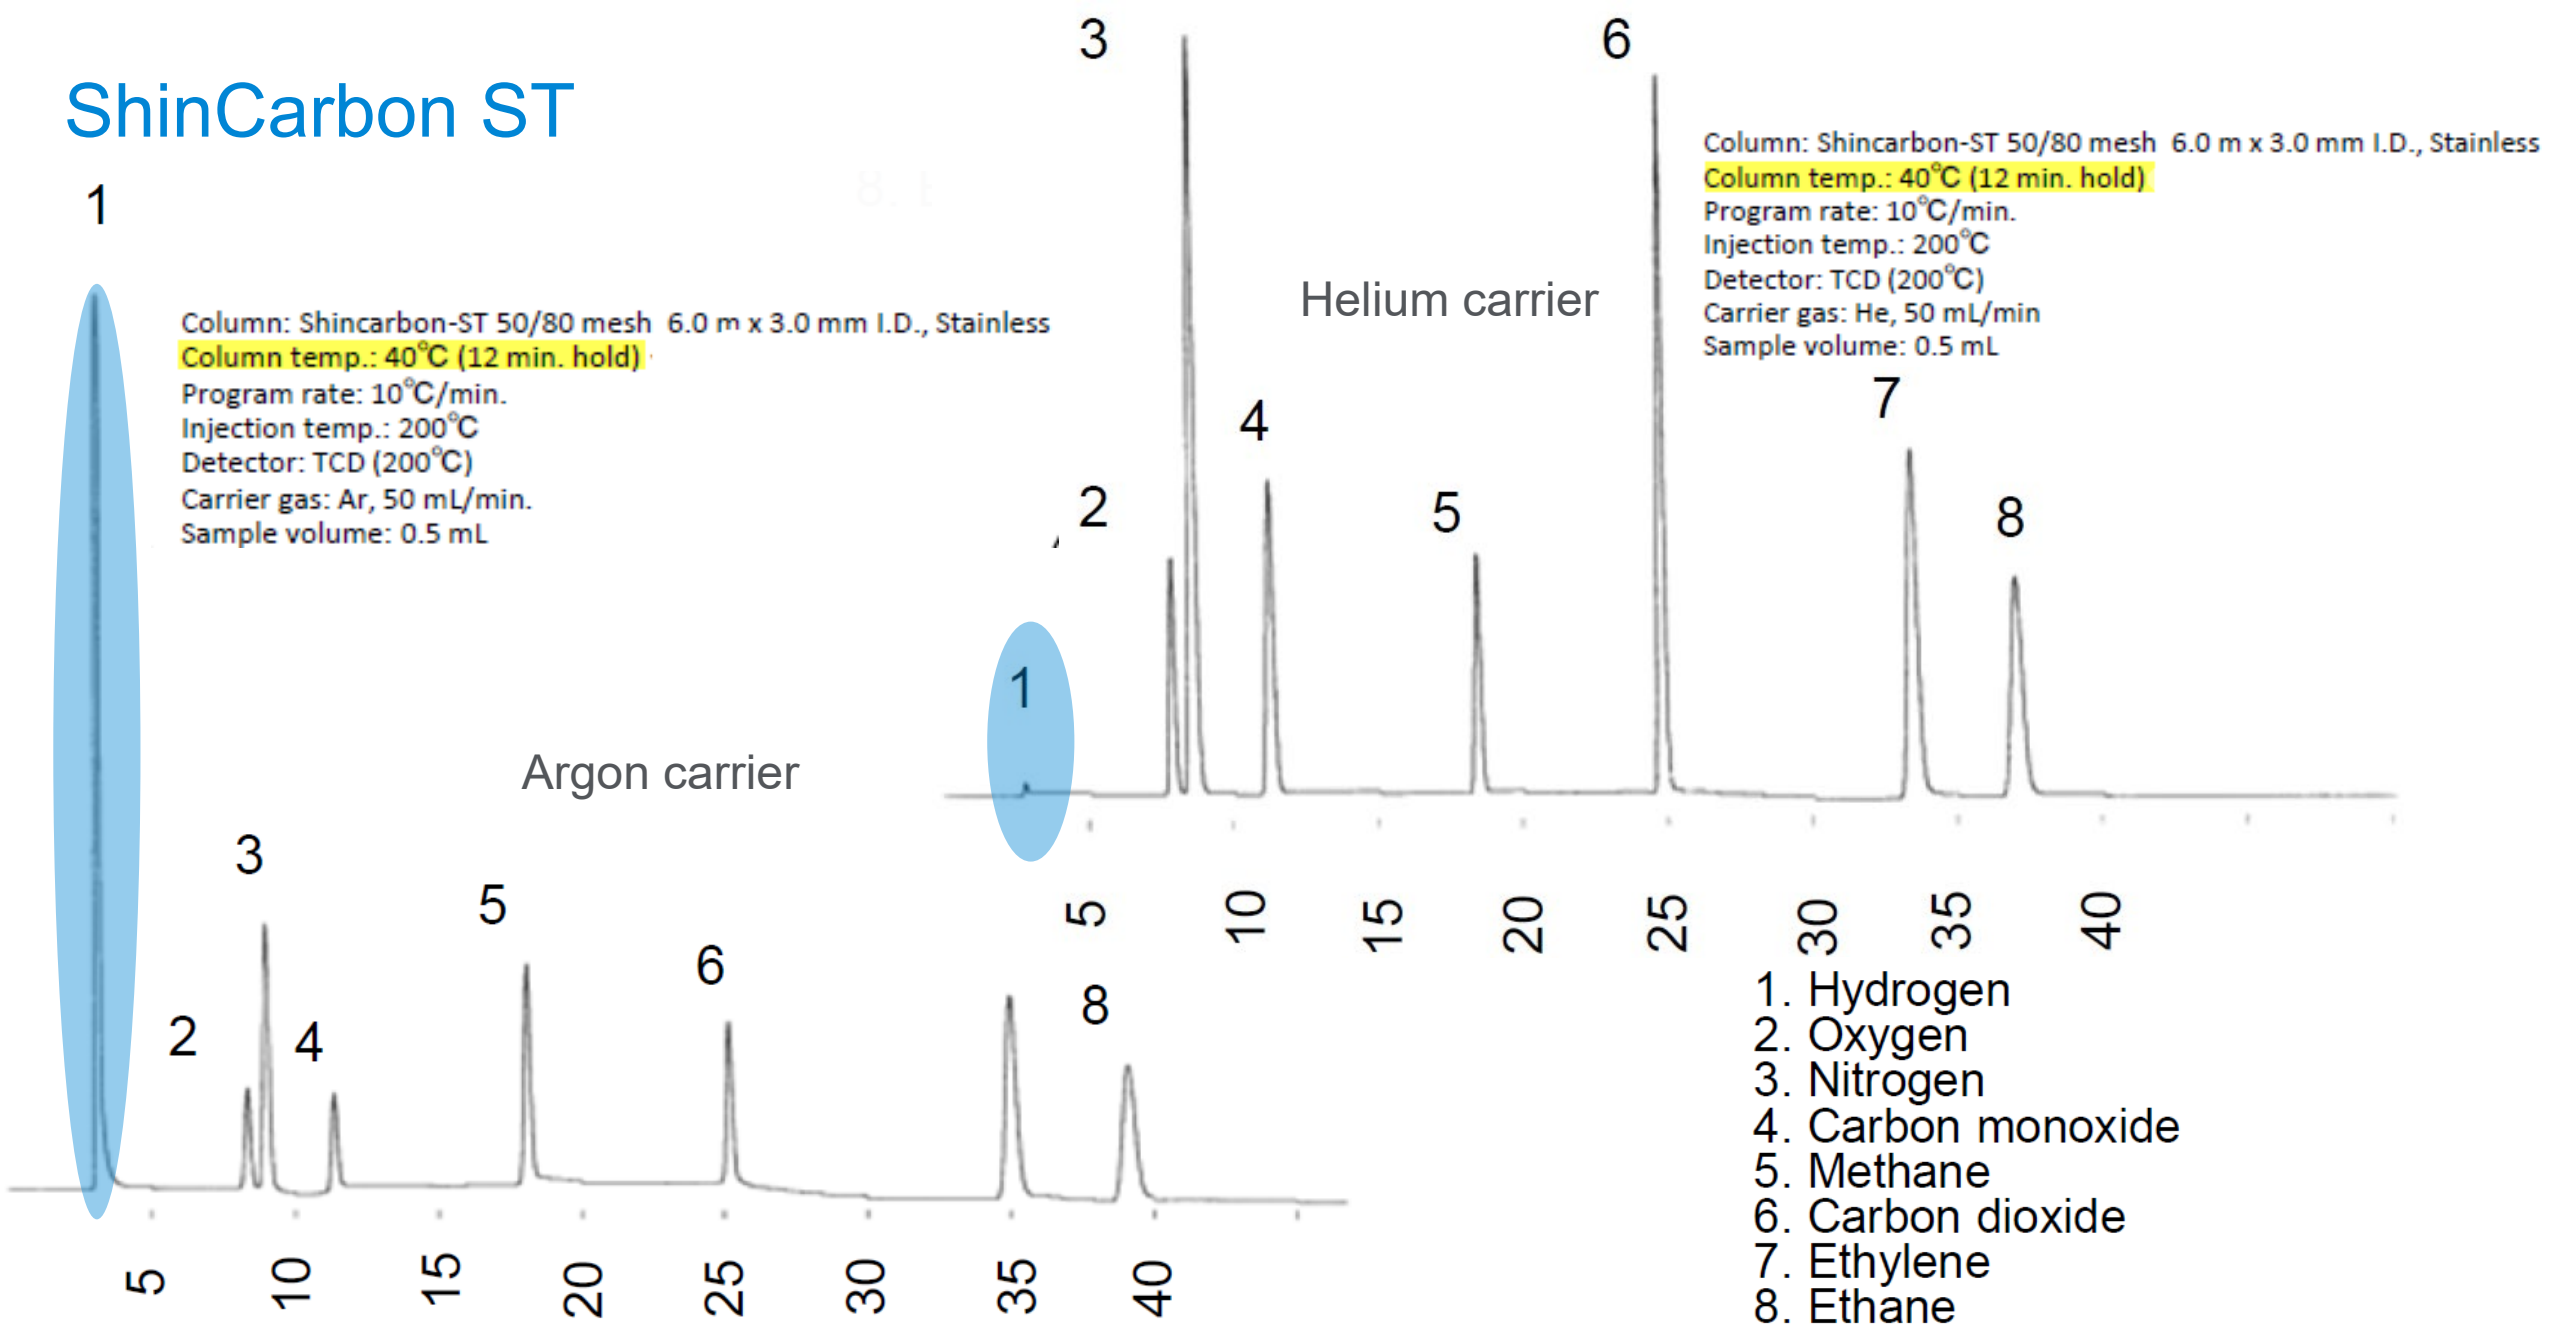 ShinCarbon ST
1
Column: Shincarbon-ST 50/80 mesh 6.0 m x 3.0 mm I.D., Stainless
Column temp.: 40°C (12 min. hold)
Program rate: 10°C/min.
Injection temp.: 200°C
Detector: TCD (200°C)
Carrier gas: Ar, 50 mL/min.
Sample volume: 0.5 mL
Argon carrier
2
3
4
5
6
8
5
10
15
20
25
30
35
40
3
6
Column: Shincarbon-ST 50/80 mesh 6.0 m x 3.0 mm I.D., Stainless
Column temp.: 40°C (12 min. hold)
Program rate: 10°C/min.
Injection temp.: 200°C
Detector: TCD (200°C)
Carrier gas: He, 50 mL/min
Sample volume: 0.5 mL
Helium carrier
1
2
4
5
7
8
5
10
15
20
25
30
35
40
1. Hydrogen
2. Oxygen
3. Nitrogen
4. Carbon monoxide
5. Methane
6. Carbon dioxide
7. Ethylene
8. Ethane